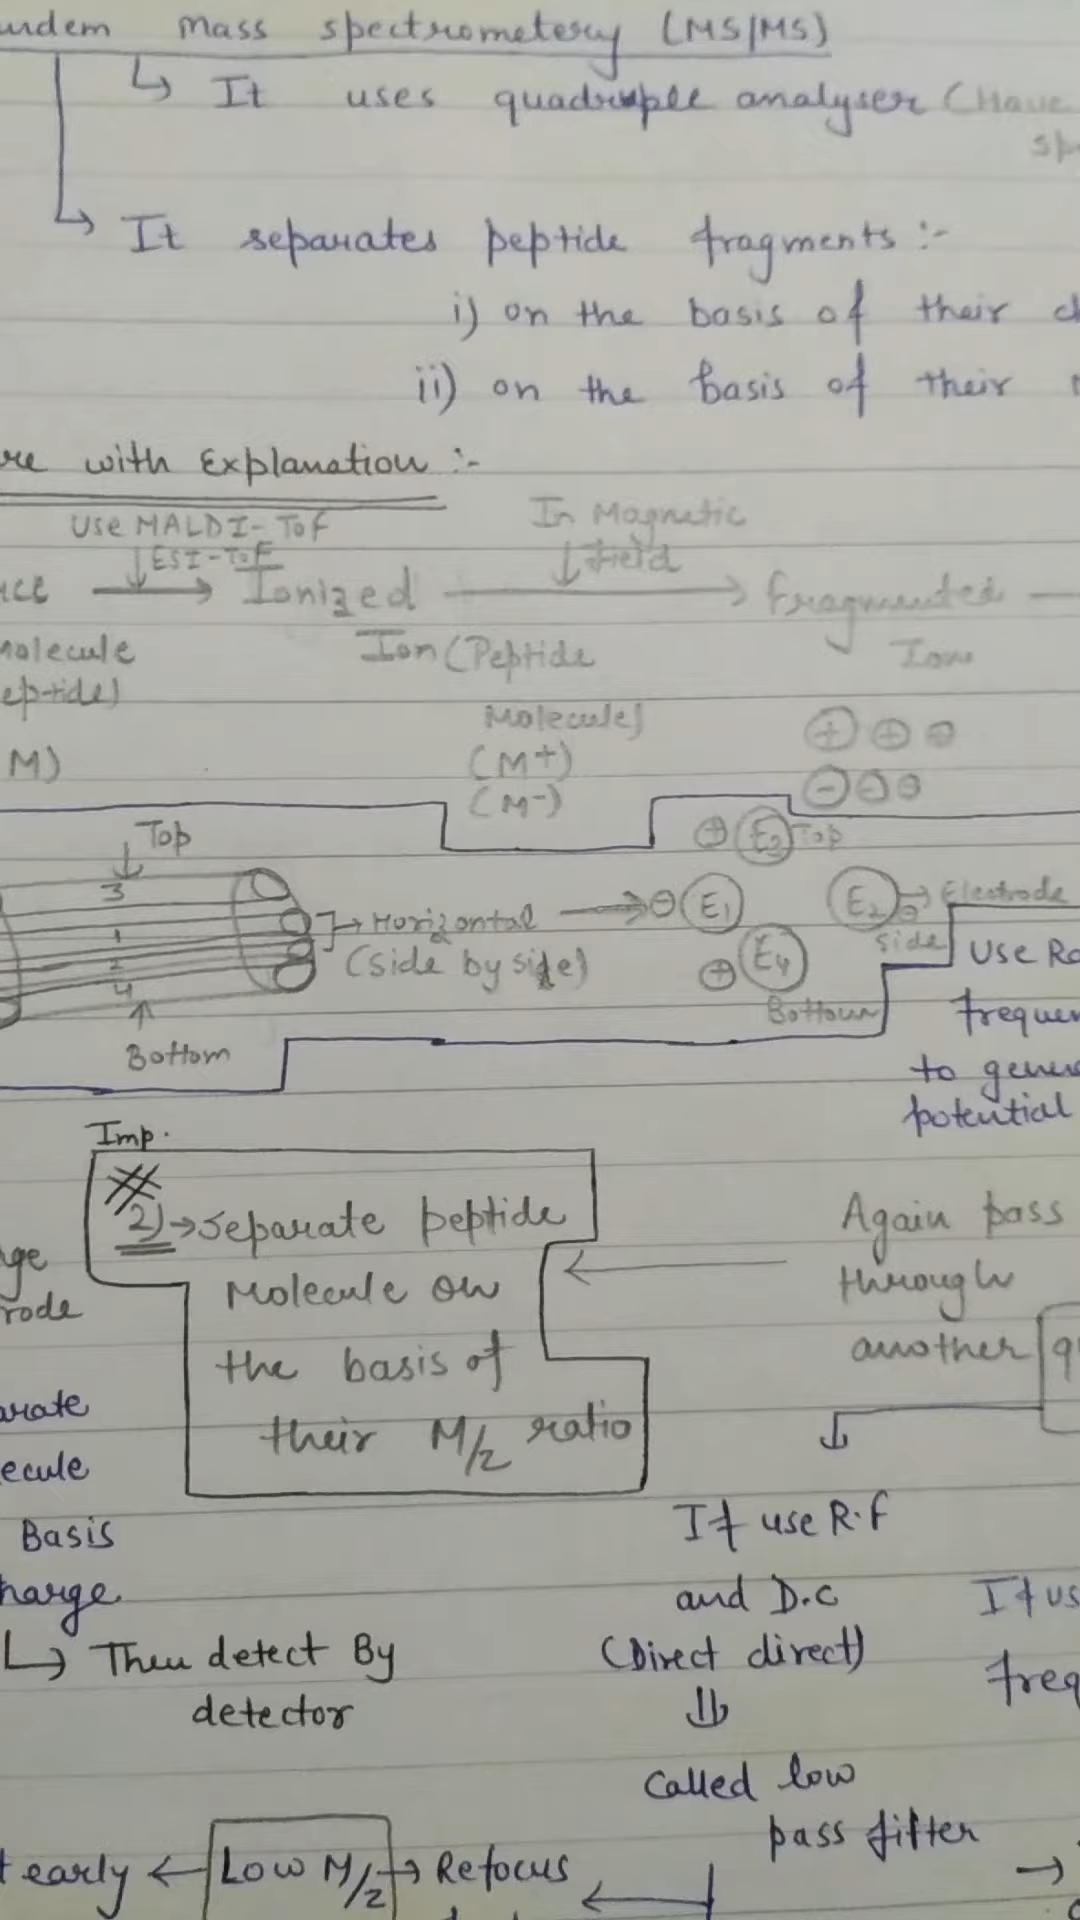 Mass spectrometery (MS/MS)
↳ It uses quadruple analyser (Have
↳ It separates peptide fragments :-
i) on the basis of their
ii) on the basis of their
with Explanation :-
Use MALDI-Tof
ESI-Tof
In Magnetic
field
Ionized
fragmented
Molecule
Ion (Peptide
Ion
Molecule)
M)
(M+)
(M-)
⊕ ⊕ ⊕
⊖ ⊖ ⊖
Top
⊕ E3 Top
3
1
2
4
Horizontal → ⊖ E1
E2 ⊖ → Electrode
side
(side by side)
⊕ E4
Bottom
Bottom
Use
to
potential
Imp.
2) → separate peptide
Molecule on
the basis of
their M/2 ratio
Again pass
through
another
Basis
↳ Then detect By
detector
It use R.f
and D.C
(Direct direct)
⇓
Called low
pass filter
early ← Low M/2 → Refocus